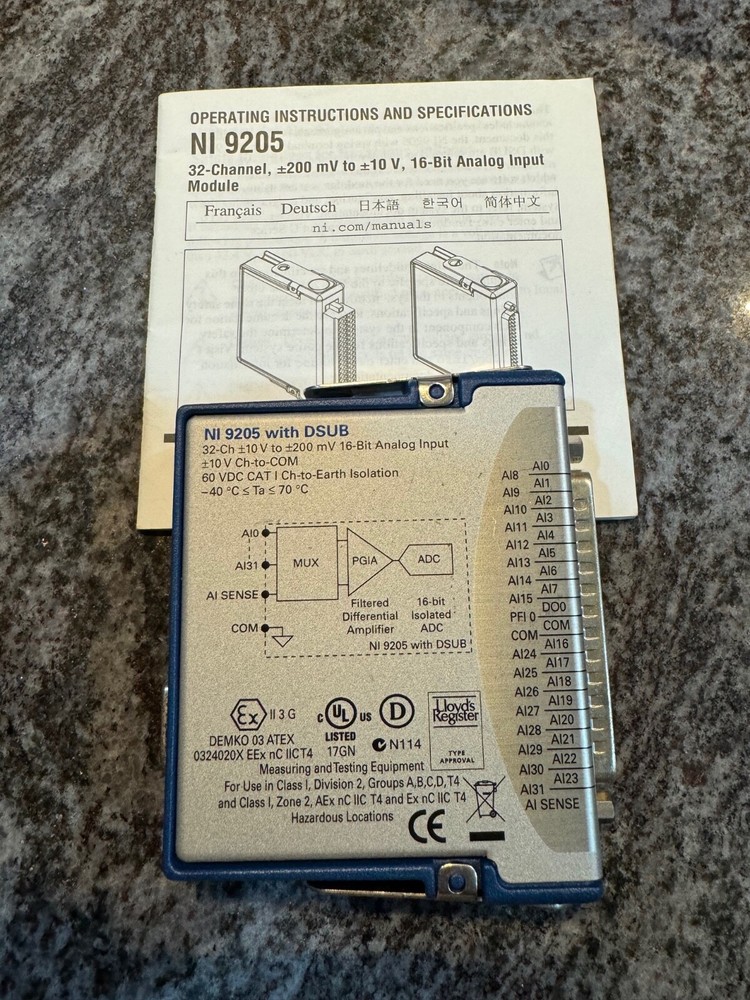 OPERATING INSTRUCTIONS AND SPECIFICATIONS
NI 9205
32-Channel, ±200 mV to ±10 V, 16-Bit Analog Input
Module
Français Deutsch 日本語 한국어 简体中文
ni.com/manuals
NI 9205 with DSUB
32-Ch ±10 V to ±200 mV 16-Bit Analog Input
±10 V Ch-to-COM
60 VDC CAT I Ch-to-Earth Isolation
–40 °C ≤ Ta ≤ 70 °C
AI0
AI31
AI SENSE
COM
MUX
PGIA
ADC
Filtered
Differential
Amplifier
16-bit
Isolated
ADC
NI 9205 with DSUB
AI0
AI8
AI1
AI9
AI2
AI10
AI3
AI11
AI4
AI12
AI5
AI13
AI6
AI14
AI7
AI15
DO0
PFI 0
COM
COM
AI16
AI24
AI17
AI25
AI18
AI26
AI19
AI27
AI20
AI28
AI21
AI29
AI22
AI30
AI23
AI31
AI SENSE
Ex II 3 G
DEMKO 03 ATEX
0324020X EEx nC IICT4
C UL US
LISTED
17GN
D
N114
Lloyd's
Register
TYPE
APPROVAL
Measuring and Testing Equipment
For Use in Class I, Division 2, Groups A,B,C,D,T4
and Class I, Zone 2, AEx nC IIC T4 and Ex nC IIC T4
Hazardous Locations
CE